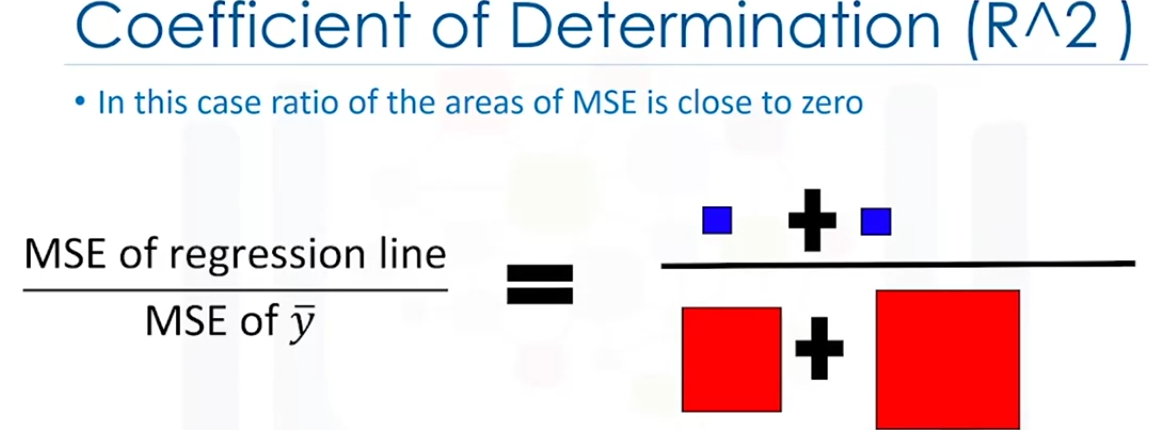 Coefficient of Determination (R^2 )
• In this case ratio of the areas of MSE is close to zero
MSE of regression line
MSE of ȳ
=
+
+